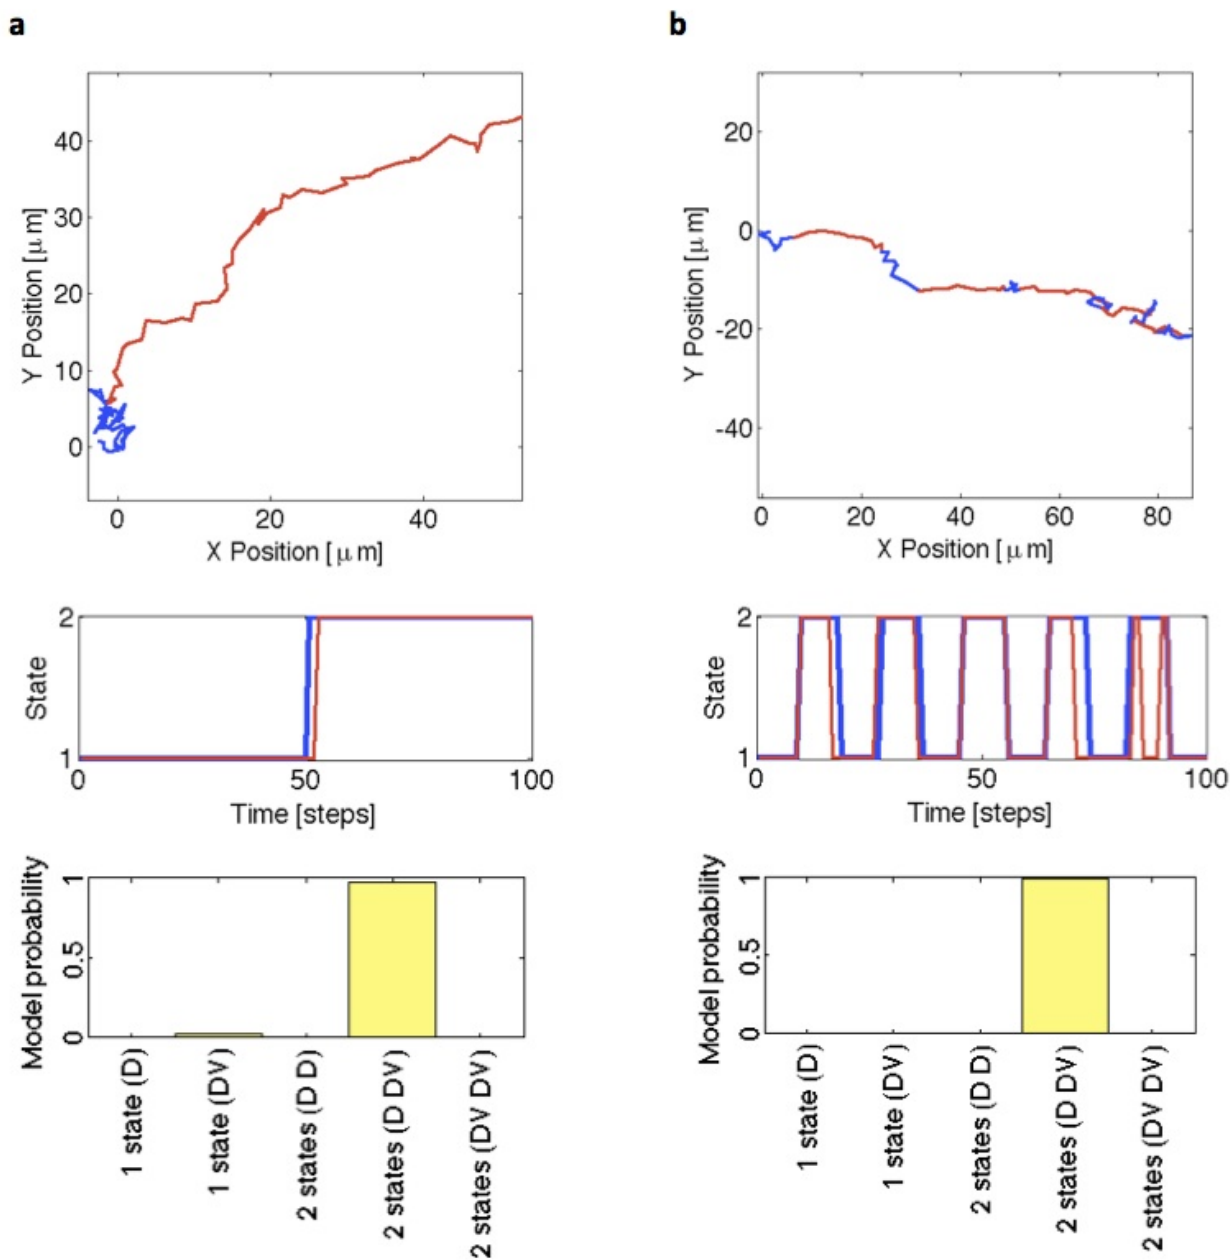 a
40
30
20
10
0
Y Position [μ m]
0
20
40
X Position [μ m]
2
State
1
0
50
100
Time [steps]
1
0.5
0
Model probability
1 state (D)
1 state (DV)
2 states (D D)
2 states (D DV)
2 states (DV DV)
b
20
0
-20
-40
Y Position [μ m]
0
20
40
60
80
X Position [μ m]
2
State
1
0
50
100
Time [steps]
1
0.5
0
Model probability
1 state (D)
1 state (DV)
2 states (D D)
2 states (D DV)
2 states (DV DV)